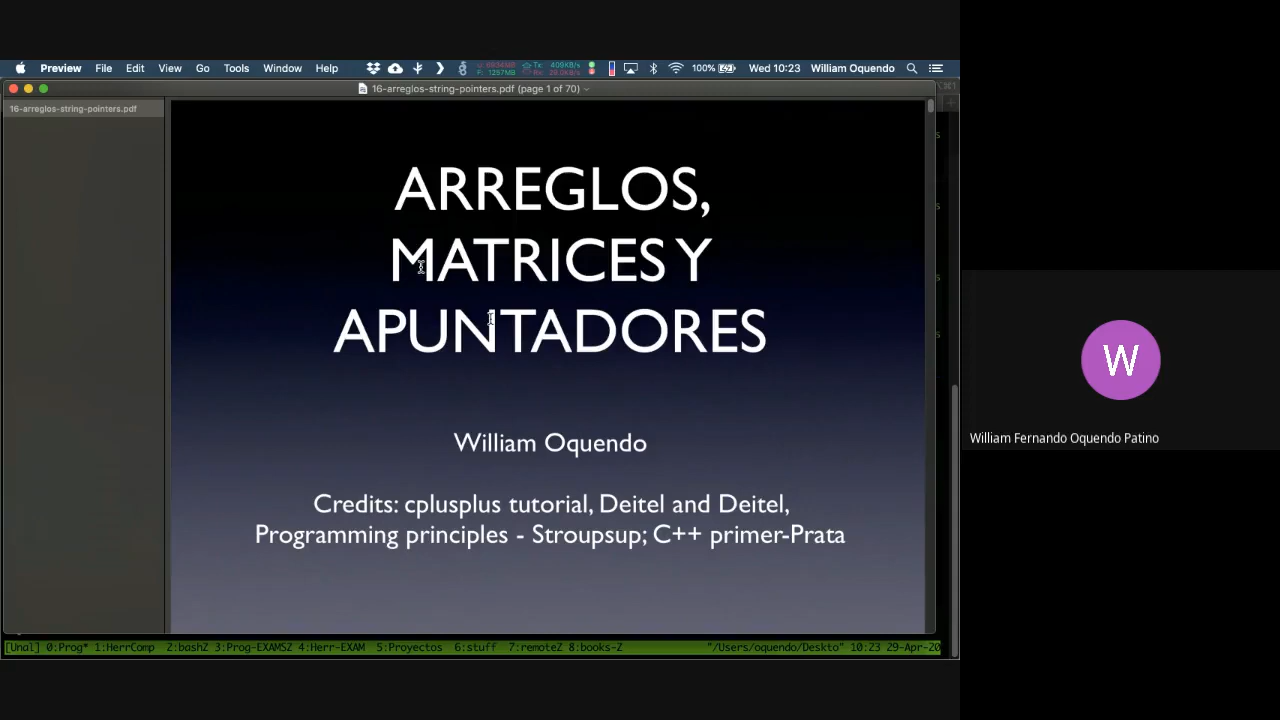 Preview File Edit View Go Tools Window Help 100% Wed 10:23 William Oquendo
16-arreglos-string-pointers.pdf (page 1 of 70)
16-arreglos-string-pointers.pdf
ARREGLOS,
MATRICES Y
APUNTADORES
William Oquendo
Credits: cplusplus tutorial, Deitel and Deitel,
Programming principles - Stroupsup; C++ primer-Prata
[Unal] 0:Prog* 1:HerrComp 2:bashZ 3:Prog-EXAMSZ 4:Herr-EXAM 5:Proyectos 6:stuff 7:remoteZ 8:books-Z "/Users/oquendo/Deskto" 10:23 29-Apr-20
W
William Fernando Oquendo Patino